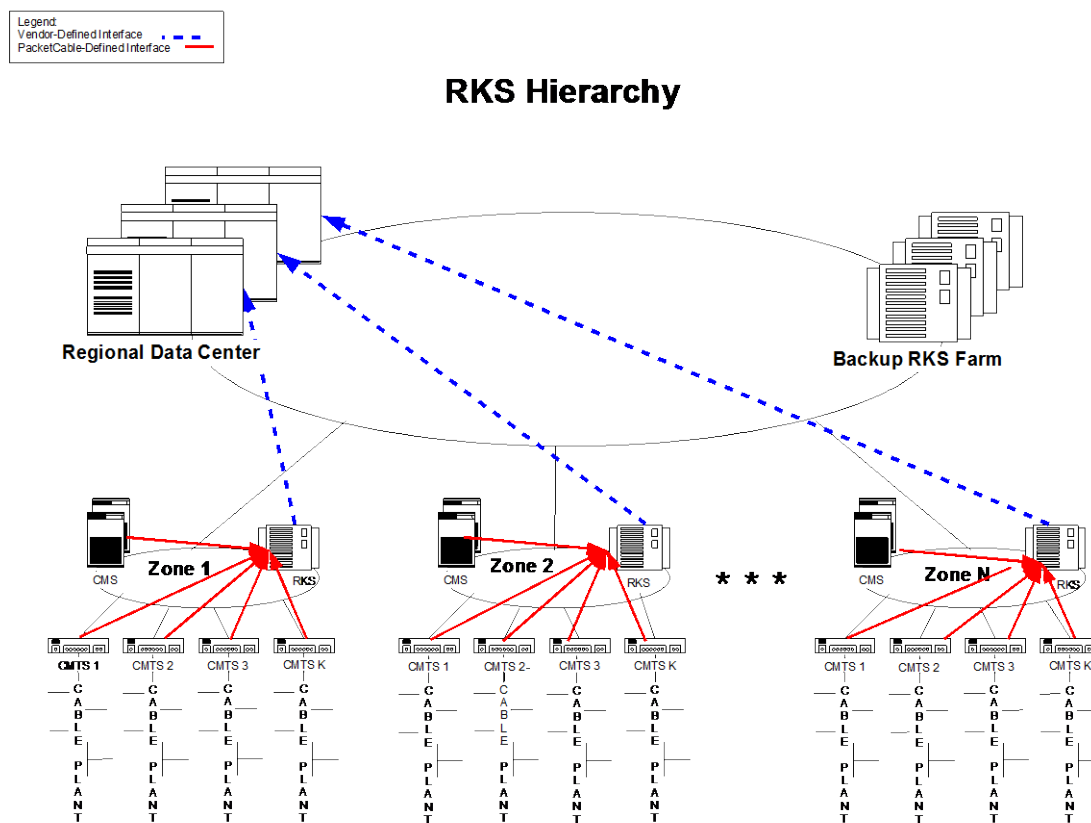 Legend:
Vendor-Defined Interface
PacketCable-Defined Interface
RKS Hierarchy
Regional Data Center
Backup RKS Farm
CMS
Zone 1
RKS
CMS
Zone 2
RKS
* * *
CMS
Zone N
RKS
CMTS 1
CMTS 2
CMTS 3
CMTS K
CMTS 1
CMTS 2-
CMTS 3
CMTS K
CMTS 1
CMTS 2
CMTS 3
CMTS K
CABLE PLANT
CABLE PLANT
CABLE PLANT
CABLE PLANT
CABLE PLANT
CABLE PLANT
CABLE PLANT
CABLE PLANT
CABLE PLANT
CABLE PLANT
CABLE PLANT
CABLE PLANT